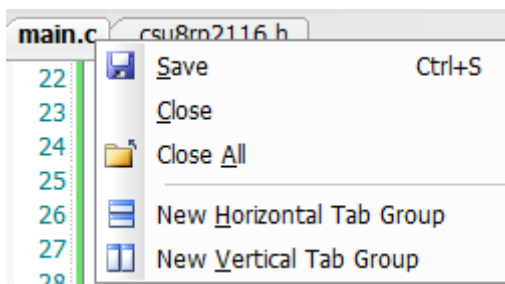 main.c csu8rp2116.h
22
23
24
25
26
27
28
Save Ctrl+S
Close
Close All
New Horizontal Tab Group
New Vertical Tab Group